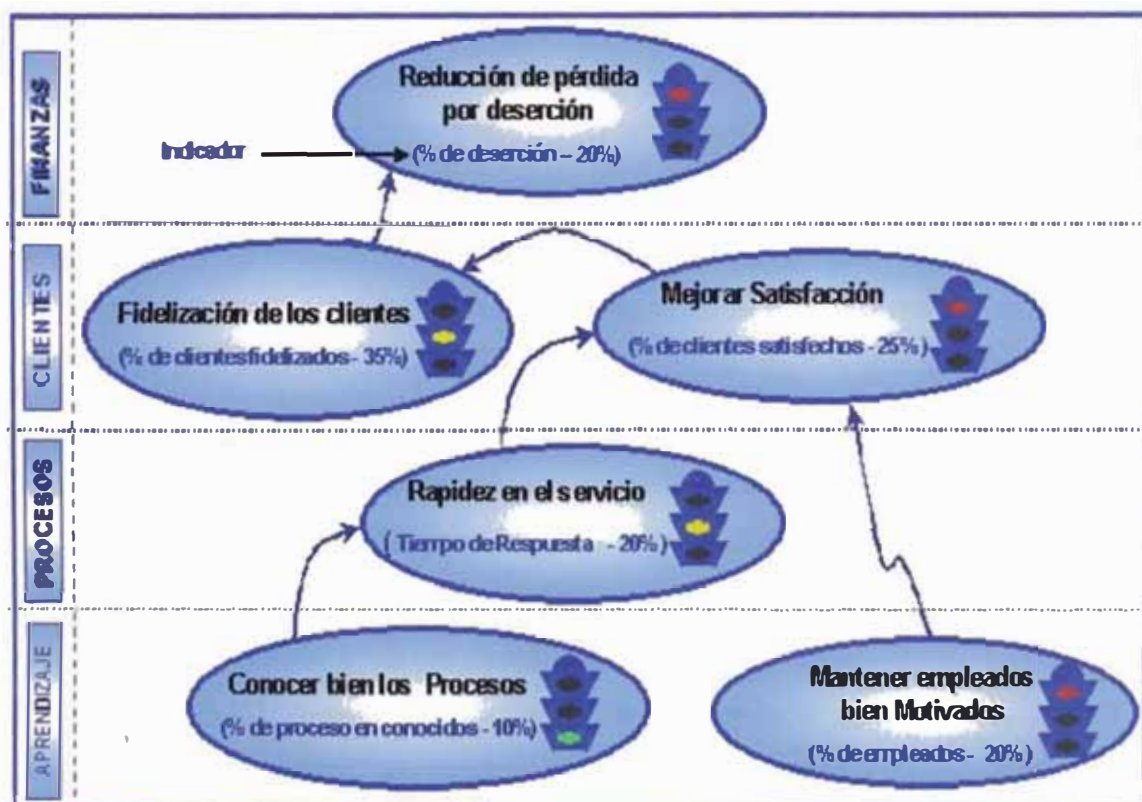 FINANZAS
Reducción de pérdida
por deserción
Indicador
(% de deserción – 20%)
CLIENTES
Fidelización de los clientes
(% de clientes fidelizados - 35%)
Mejorar Satisfacción
(% de clientes satisfechos - 25%)
PROCESOS
Rapidez en el servicio
( Tiempo de Respuesta - 20%)
APRENDIZAJE
Conocer bien los Procesos
(% de proceso en conocidos - 10%)
Mantener empleados
bien Motivados
(% de empleados - 20%)